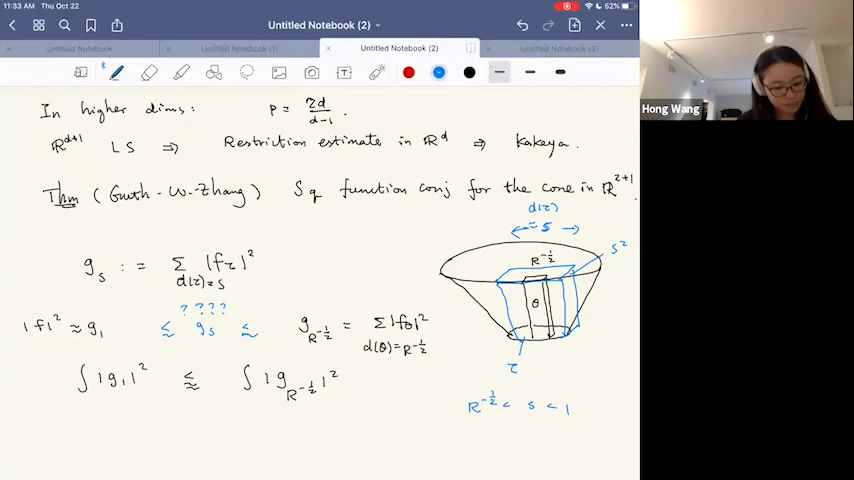 11:33 AM Thu Oct 22
52%
Untitled Notebook (2)
Untitled Notebook
Untitled Notebook (1)
Untitled Notebook (2)
Untitled Notebook (3)
Hong Wang
In higher dims: p = 2d/d-1.
ℝ^{d+1} LS ⇒ Restriction estimate in ℝ^d ⇒ Kakeya.
Thm (Guth-W-Zhang) Sq function conj for the cone in ℝ^{2+1}.
d(τ)
= s
s²
R^{-1/2}
θ
τ
g_s := ∑_{d(τ)=s} |f_τ|²
????
|f|² ≈ g_1 ⪅ g_s ⪅ g_{R^{-1/2}} = ∑_{d(θ)=R^{-1/2}} |f_θ|²
∫ |g_1|² ⪅ ∫ |g_{R^{-1/2}}|²
R^{-1/2} < s < 1